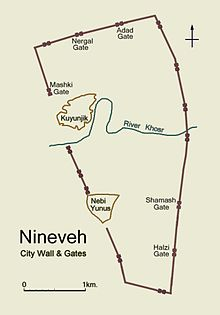 Adad
Gate
Nergal
Gate
Mashki
Gate
Kuyunjik
River Khosr
Nebi
Yunus
Shamash
Gate
Halzi
Gate
Nineveh
City Wall & Gates
0
1km.